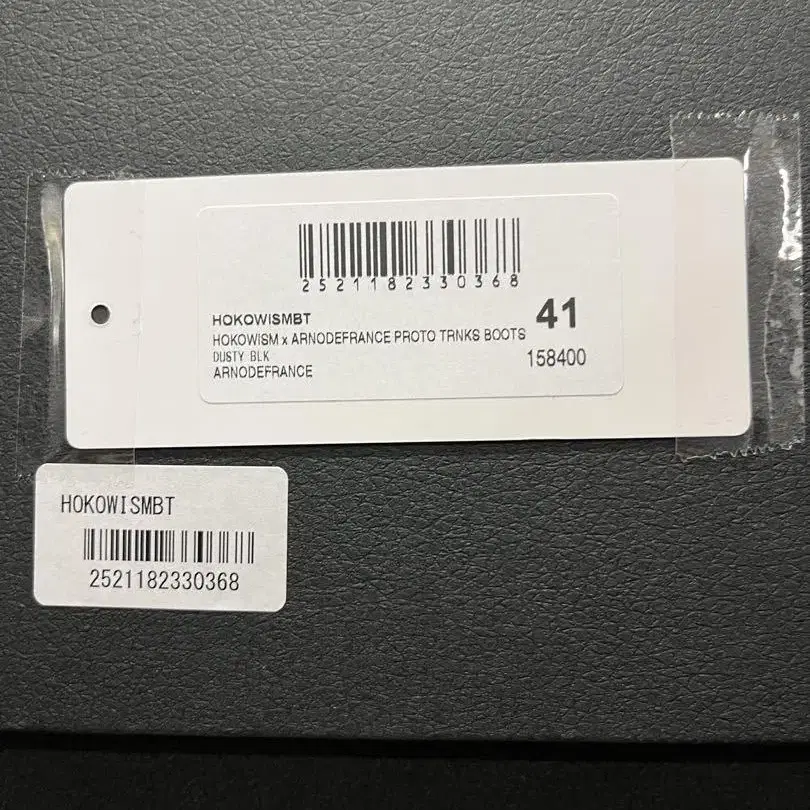 2521182330368
HOKOWISMBT
41
HOKOWISM x ARNODEFRANCE PROTO TRNKS BOOTS
DUSTY BLK
158400
ARNODEFRANCE
HOKOWISMBT
2521182330368